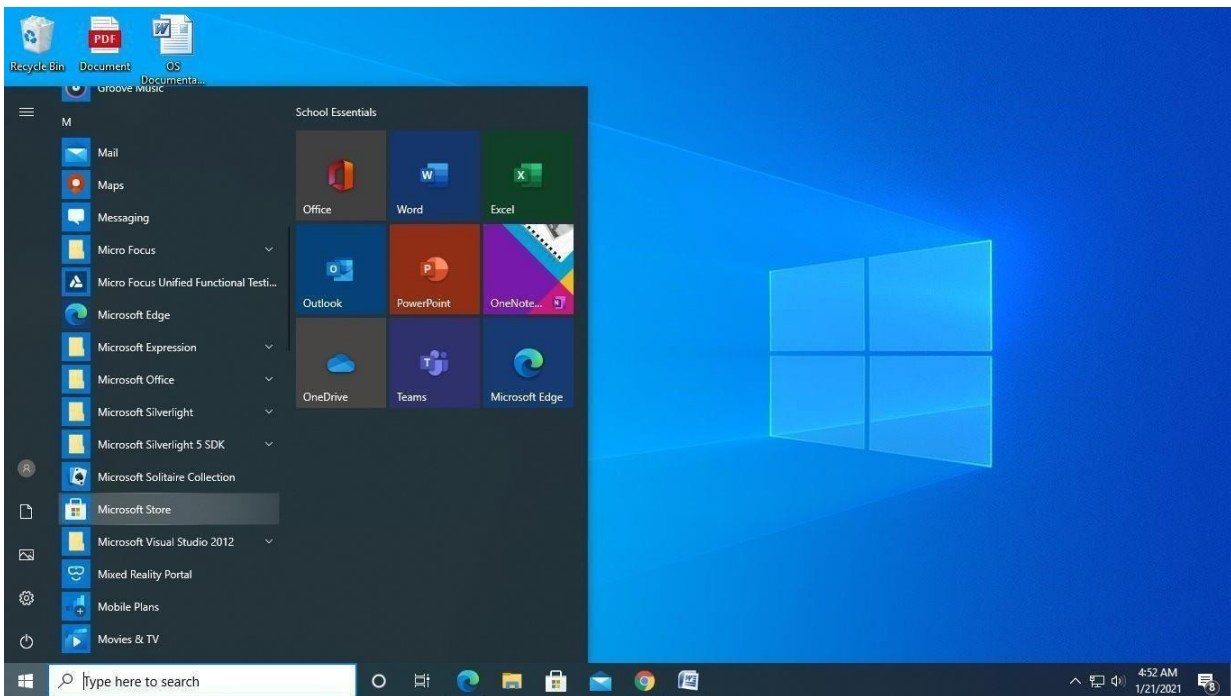 PDF
W
Recycle Bin
Document
OS
Documenta...
Groove Music
M
Mail
Maps
Messaging
Micro Focus
Micro Focus Unified Functional Testi...
Microsoft Edge
Microsoft Expression
Microsoft Office
Microsoft Silverlight
Microsoft Silverlight 5 SDK
Microsoft Solitaire Collection
Microsoft Store
Microsoft Visual Studio 2012
Mixed Reality Portal
Mobile Plans
Movies & TV
School Essentials
Office
W
Word
X
Excel
O
Outlook
P
PowerPoint
OneNote...
N
OneDrive
T
Teams
Microsoft Edge
Type here to search
W
4:52 AM
1/21/2021
8